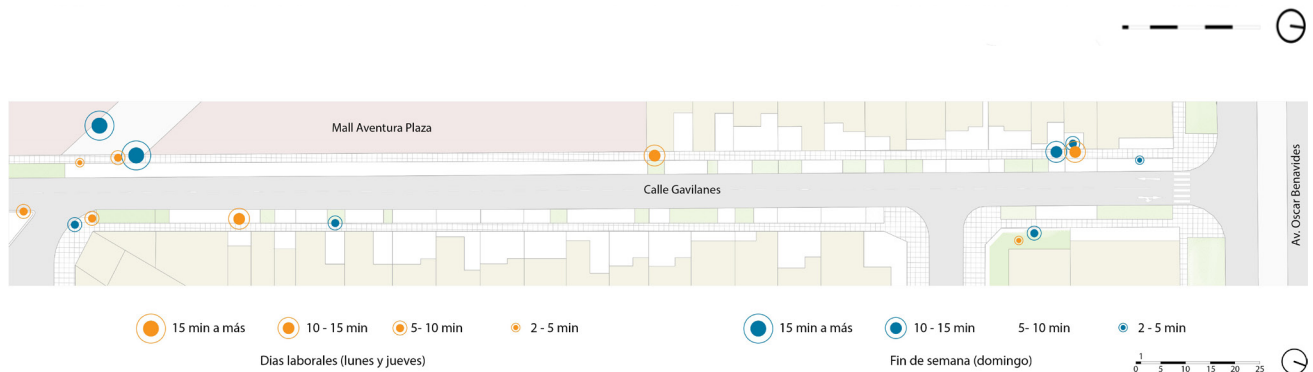 Mall Aventura Plaza
Calle Gavilanes
Av. Oscar Benavides
15 min a más
10 - 15 min
5- 10 min
2 - 5 min
15 min a más
10 - 15 min
5- 10 min
2 - 5 min
Dias laborales (lunes y jueves)
Fin de semana (domingo)
1
0 5 10 15 20 25